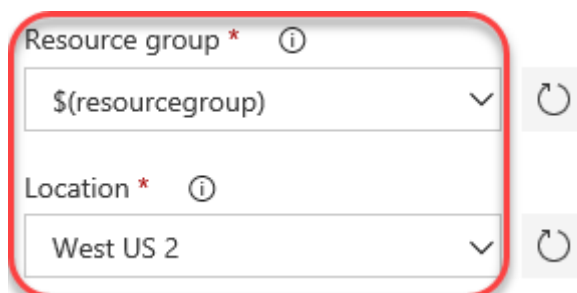 Resource group *
$(resourcegroup)
Location *
West US 2